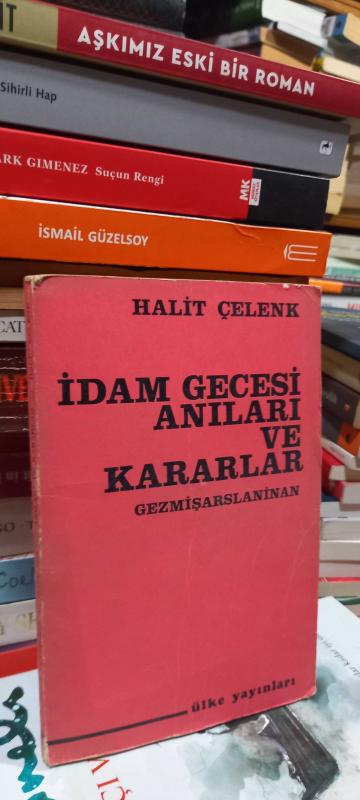 AŞKIMIZ ESKİ BİR ROMAN
Sihirli Hap
ARK GIMENEZ Suçun Rengi
MK
İSMAİL GÜZELSOY
HALİT ÇELENK
İDAM GECESİ
ANILARI
VE
KARARLAR
GEZMİŞARSLANİNAN
ülke yayınları